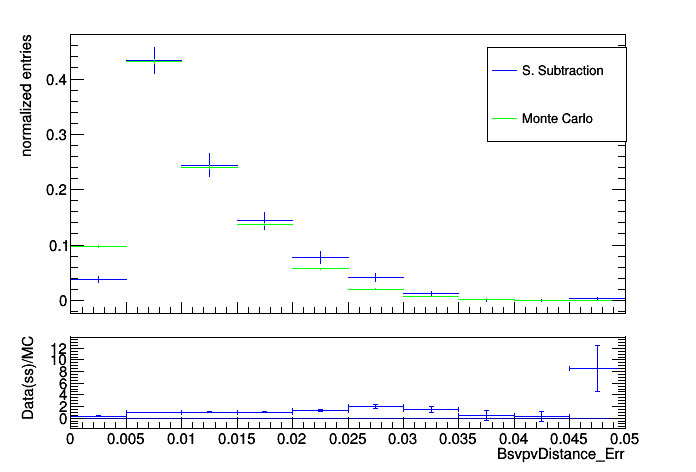 normalized entries
0.4
0.3
0.2
0.1
0
S. Subtraction
Monte Carlo
Data(ss)/MC
12
10
8
6
4
2
0
0 0.005 0.01 0.015 0.02 0.025 0.03 0.035 0.04 0.045 0.05
BsvpvDistance_Err